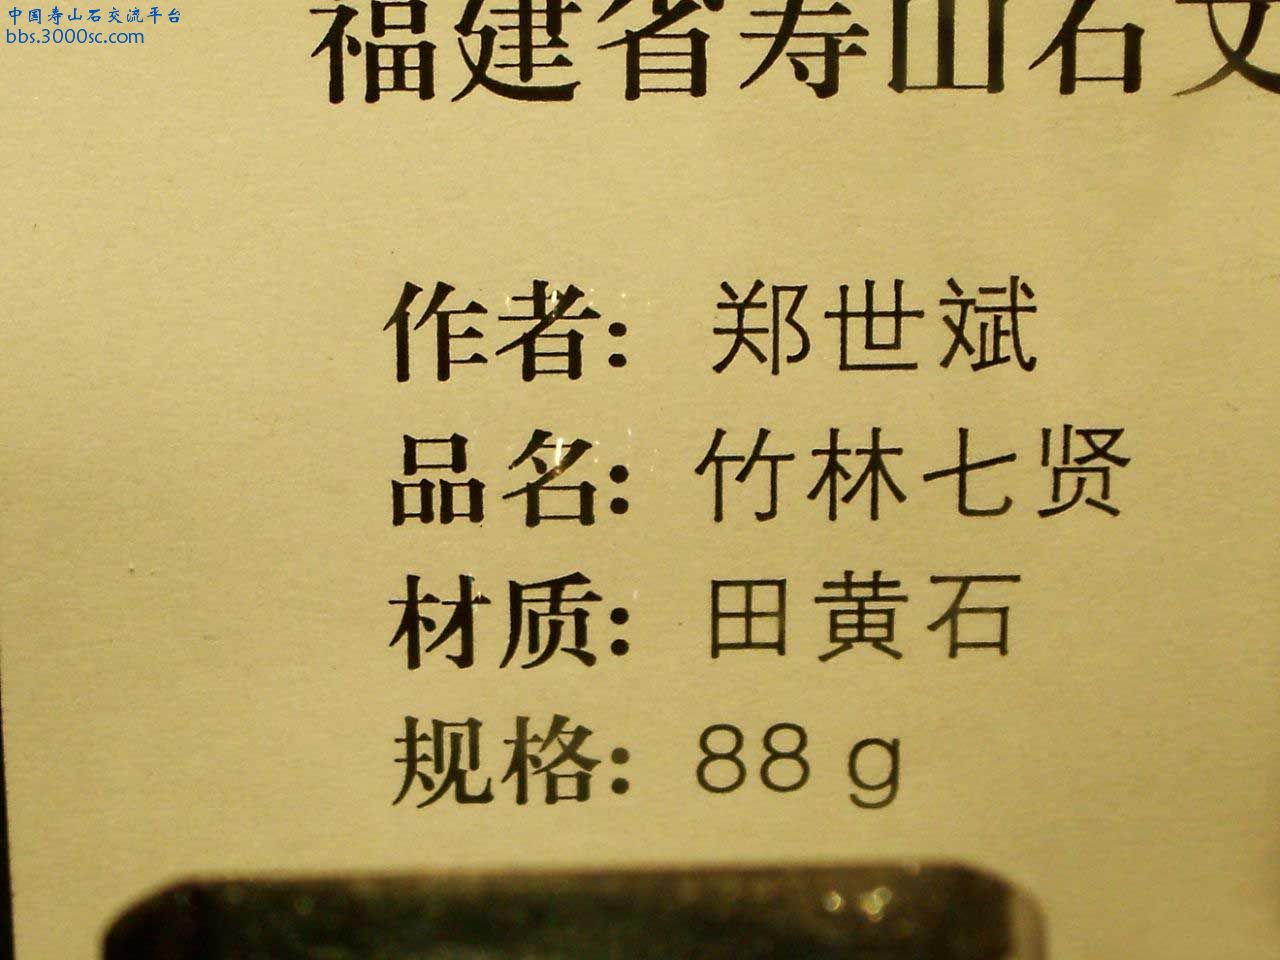 中国寿山石交流平台
bbs.3000sc.com
福建省寿山石文
作者：郑世斌
品名：竹林七贤
材质：田黄石
规格：88 g